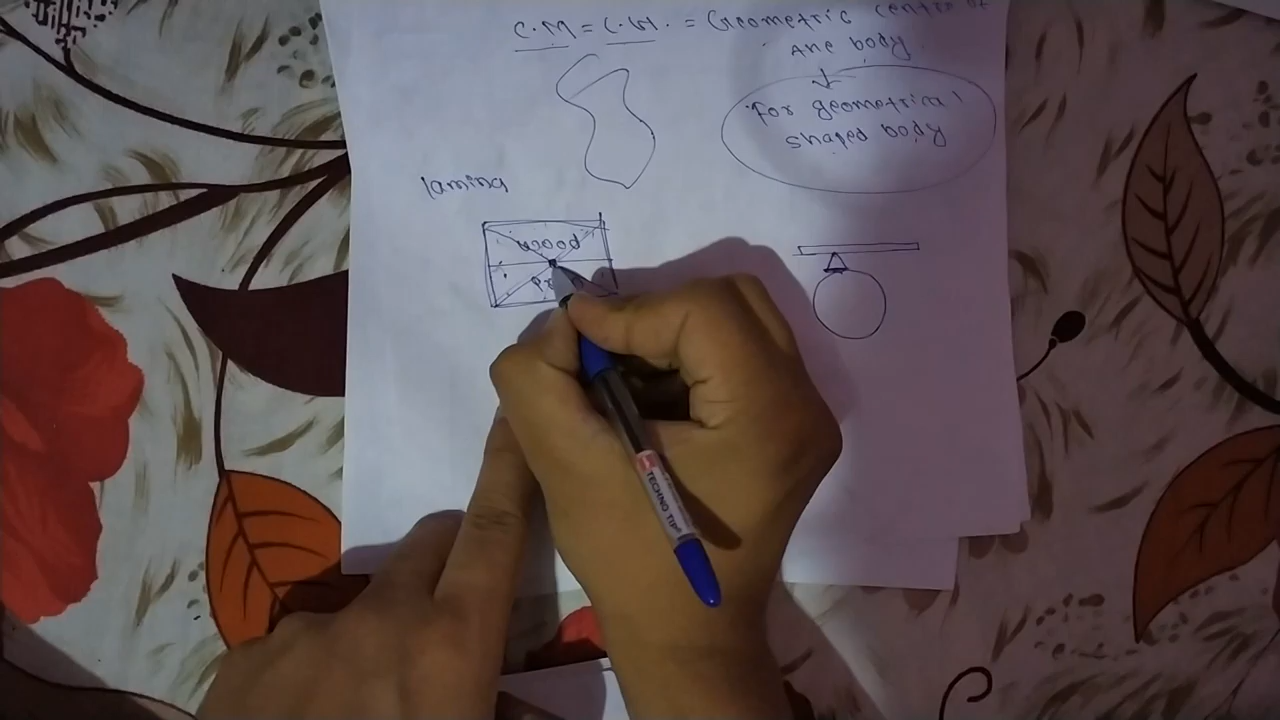 C.M = C.G. = Geometric centre of
the body
For geometrical
shaped body
lamina
wood
TECHNO TIP